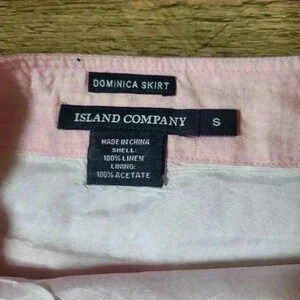 DOMINICA SKIRT
ISLAND COMPANY S
MADE IN CHINA
SHELL:
100% LINEN
LINING:
100% ACETATE